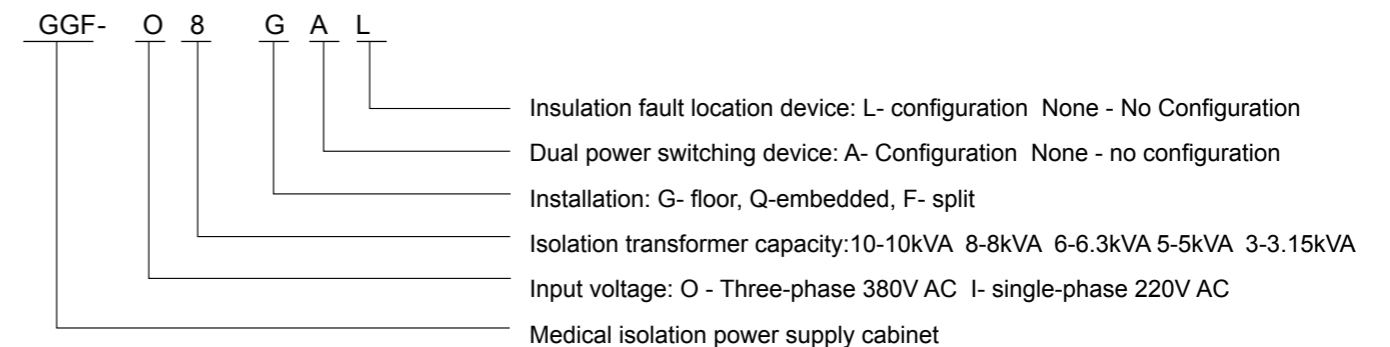 GGF- O 8 G A L
Insulation fault location device: L- configuration None - No Configuration
Dual power switching device: A- Configuration None - no configuration
Installation: G- floor, Q-embedded, F- split
Isolation transformer capacity:10-10kVA 8-8kVA 6-6.3kVA 5-5kVA 3-3.15kVA
Input voltage: O - Three-phase 380V AC I- single-phase 220V AC
Medical isolation power supply cabinet